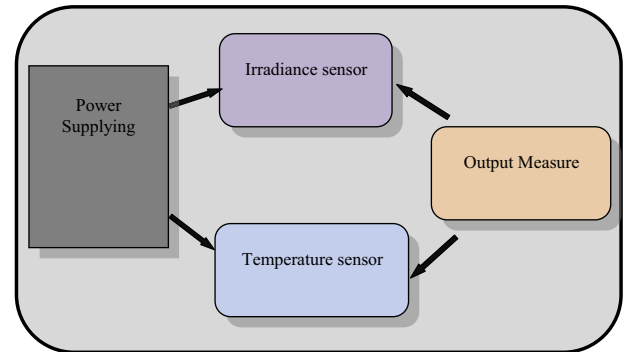 Irradiance sensor
Power
Supplying
Output Measure
Temperature sensor